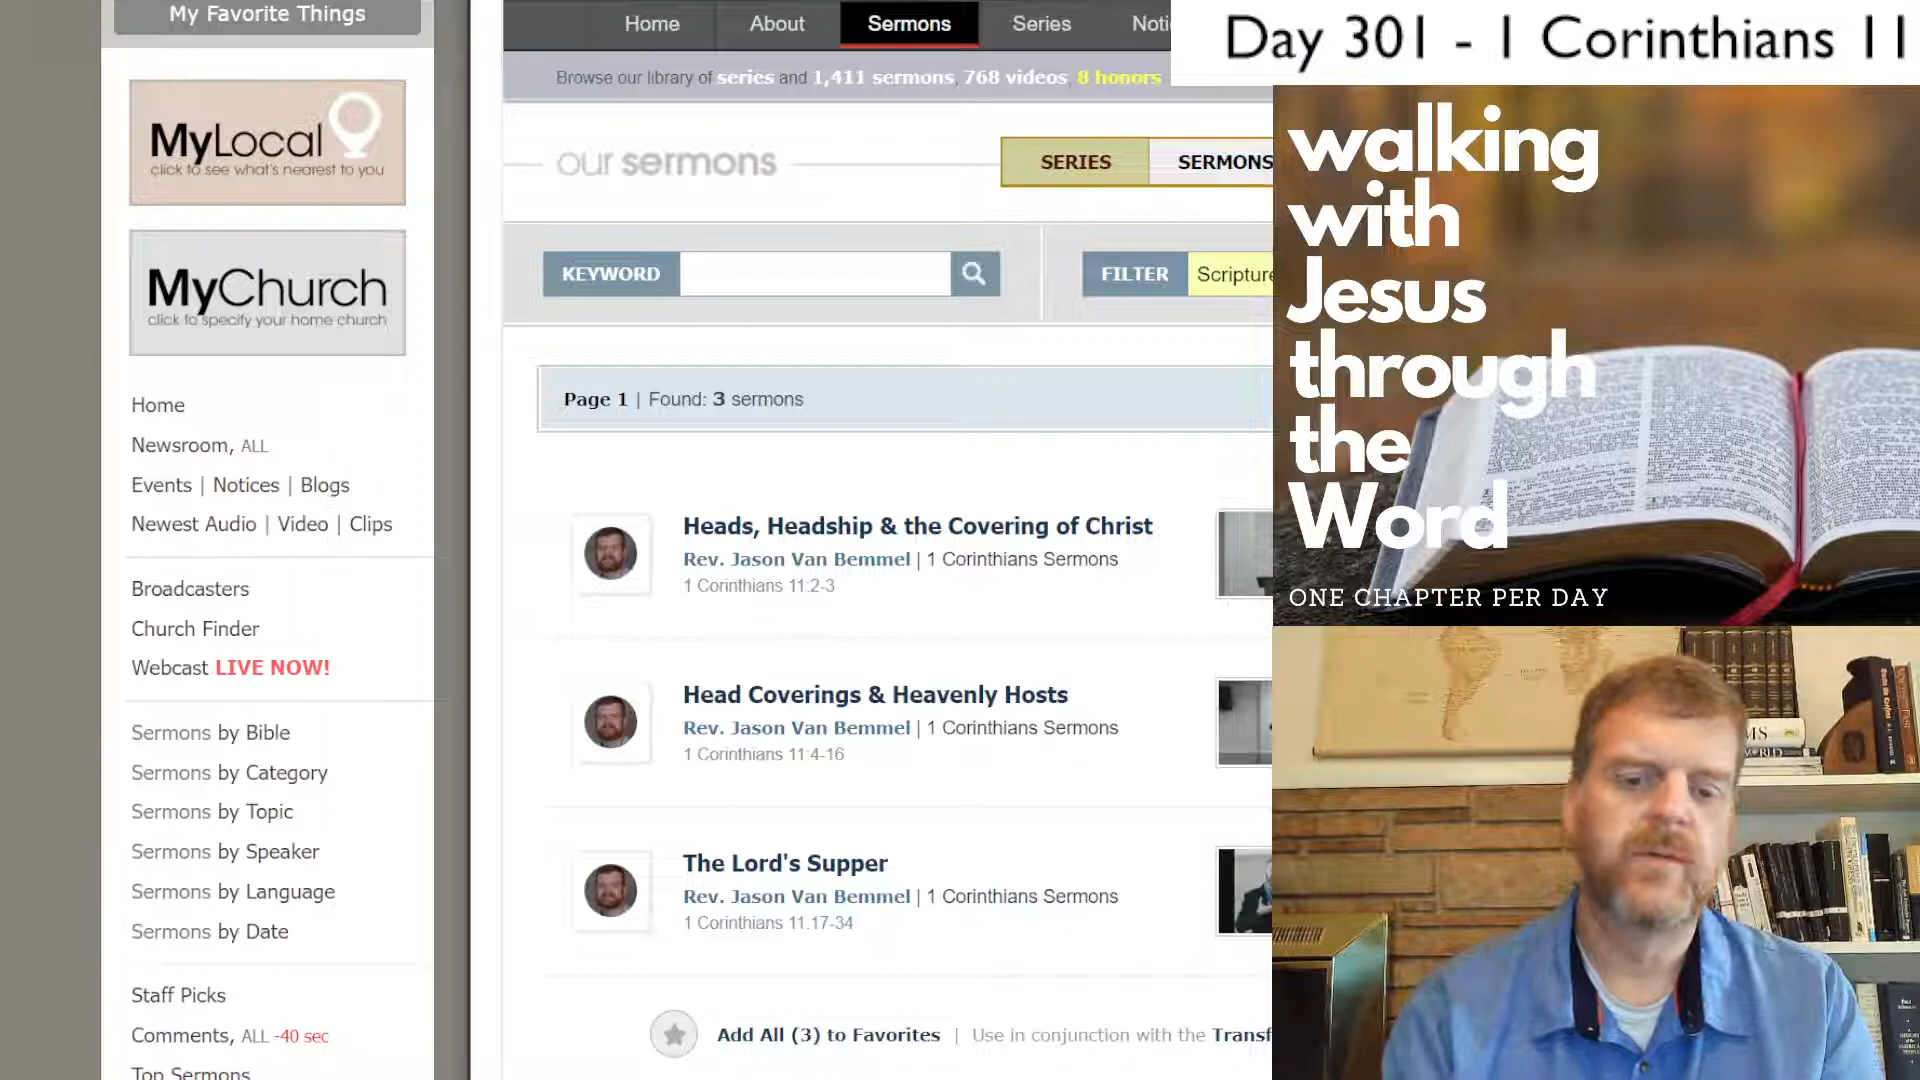 My Favorite Things
MyLocal
click to see what's nearest to you
MyChurch
click to specify your home church
Home
Newsroom, ALL
Events | Notices | Blogs
Newest Audio | Video | Clips
Broadcasters
Church Finder
Webcast LIVE NOW!
Sermons by Bible
Sermons by Category
Sermons by Topic
Sermons by Speaker
Sermons by Language
Sermons by Date
Staff Picks
Comments, ALL -40 sec
Top Sermons
Home About Sermons Series Noti
Browse our library of series and 1,411 sermons, 768 videos, 8 honors
our sermons
SERIES SERMONS
KEYWORD
FILTER Scripture
Page 1 | Found: 3 sermons
Heads, Headship & the Covering of Christ
Rev. Jason Van Bemmel | 1 Corinthians Sermons
1 Corinthians 11:2-3
Head Coverings & Heavenly Hosts
Rev. Jason Van Bemmel | 1 Corinthians Sermons
1 Corinthians 11:4-16
The Lord's Supper
Rev. Jason Van Bemmel | 1 Corinthians Sermons
1 Corinthians 11.17-34
Add All (3) to Favorites | Use in conjunction with the Transf
Day 301 - 1 Corinthians 11
walking
with
Jesus
through
the
Word
ONE CHAPTER PER DAY